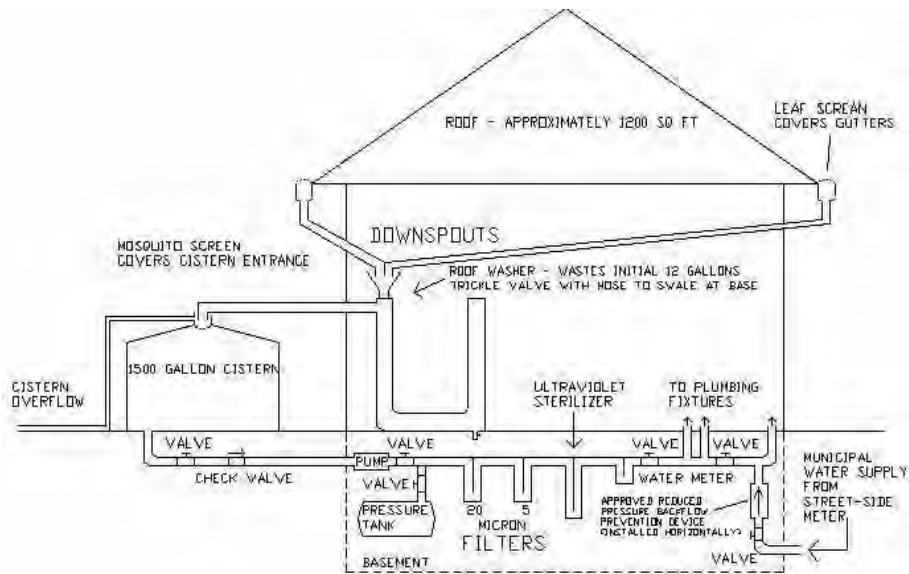 ROOF - APPROXIMATELY 1200 SQ FT
LEAF SCREAN
COVERS GUTTERS
DOWNSPOUTS
MOSQUITO SCREEN
COVERS CISTERN ENTRANCE
ROOF WASHER - WASTES INITIAL 12 GALLONS
TRICKLE VALVE WITH HOSE TO SWALE AT BASE
1500 GALLON CISTERN
CISTERN
OVERFLOW
ULTRAVIOLET
STERILIZER
TO PLUMBING
FIXTURES
VALVE
CHECK VALVE
PUMP
VALVE
VALVE
PRESSURE
TANK
20
5
MICRON
FILTERS
VALVE
WATER METER
VALVE
APPROVED REDUCED
PRESSURE BACKFLOW
PREVENTION DEVICE
(INSTALLED HORIZONTALLY)
MUNICIPAL
WATER SUPPLY
FROM
STREET-SIDE
METER
VALVE
BASEMENT